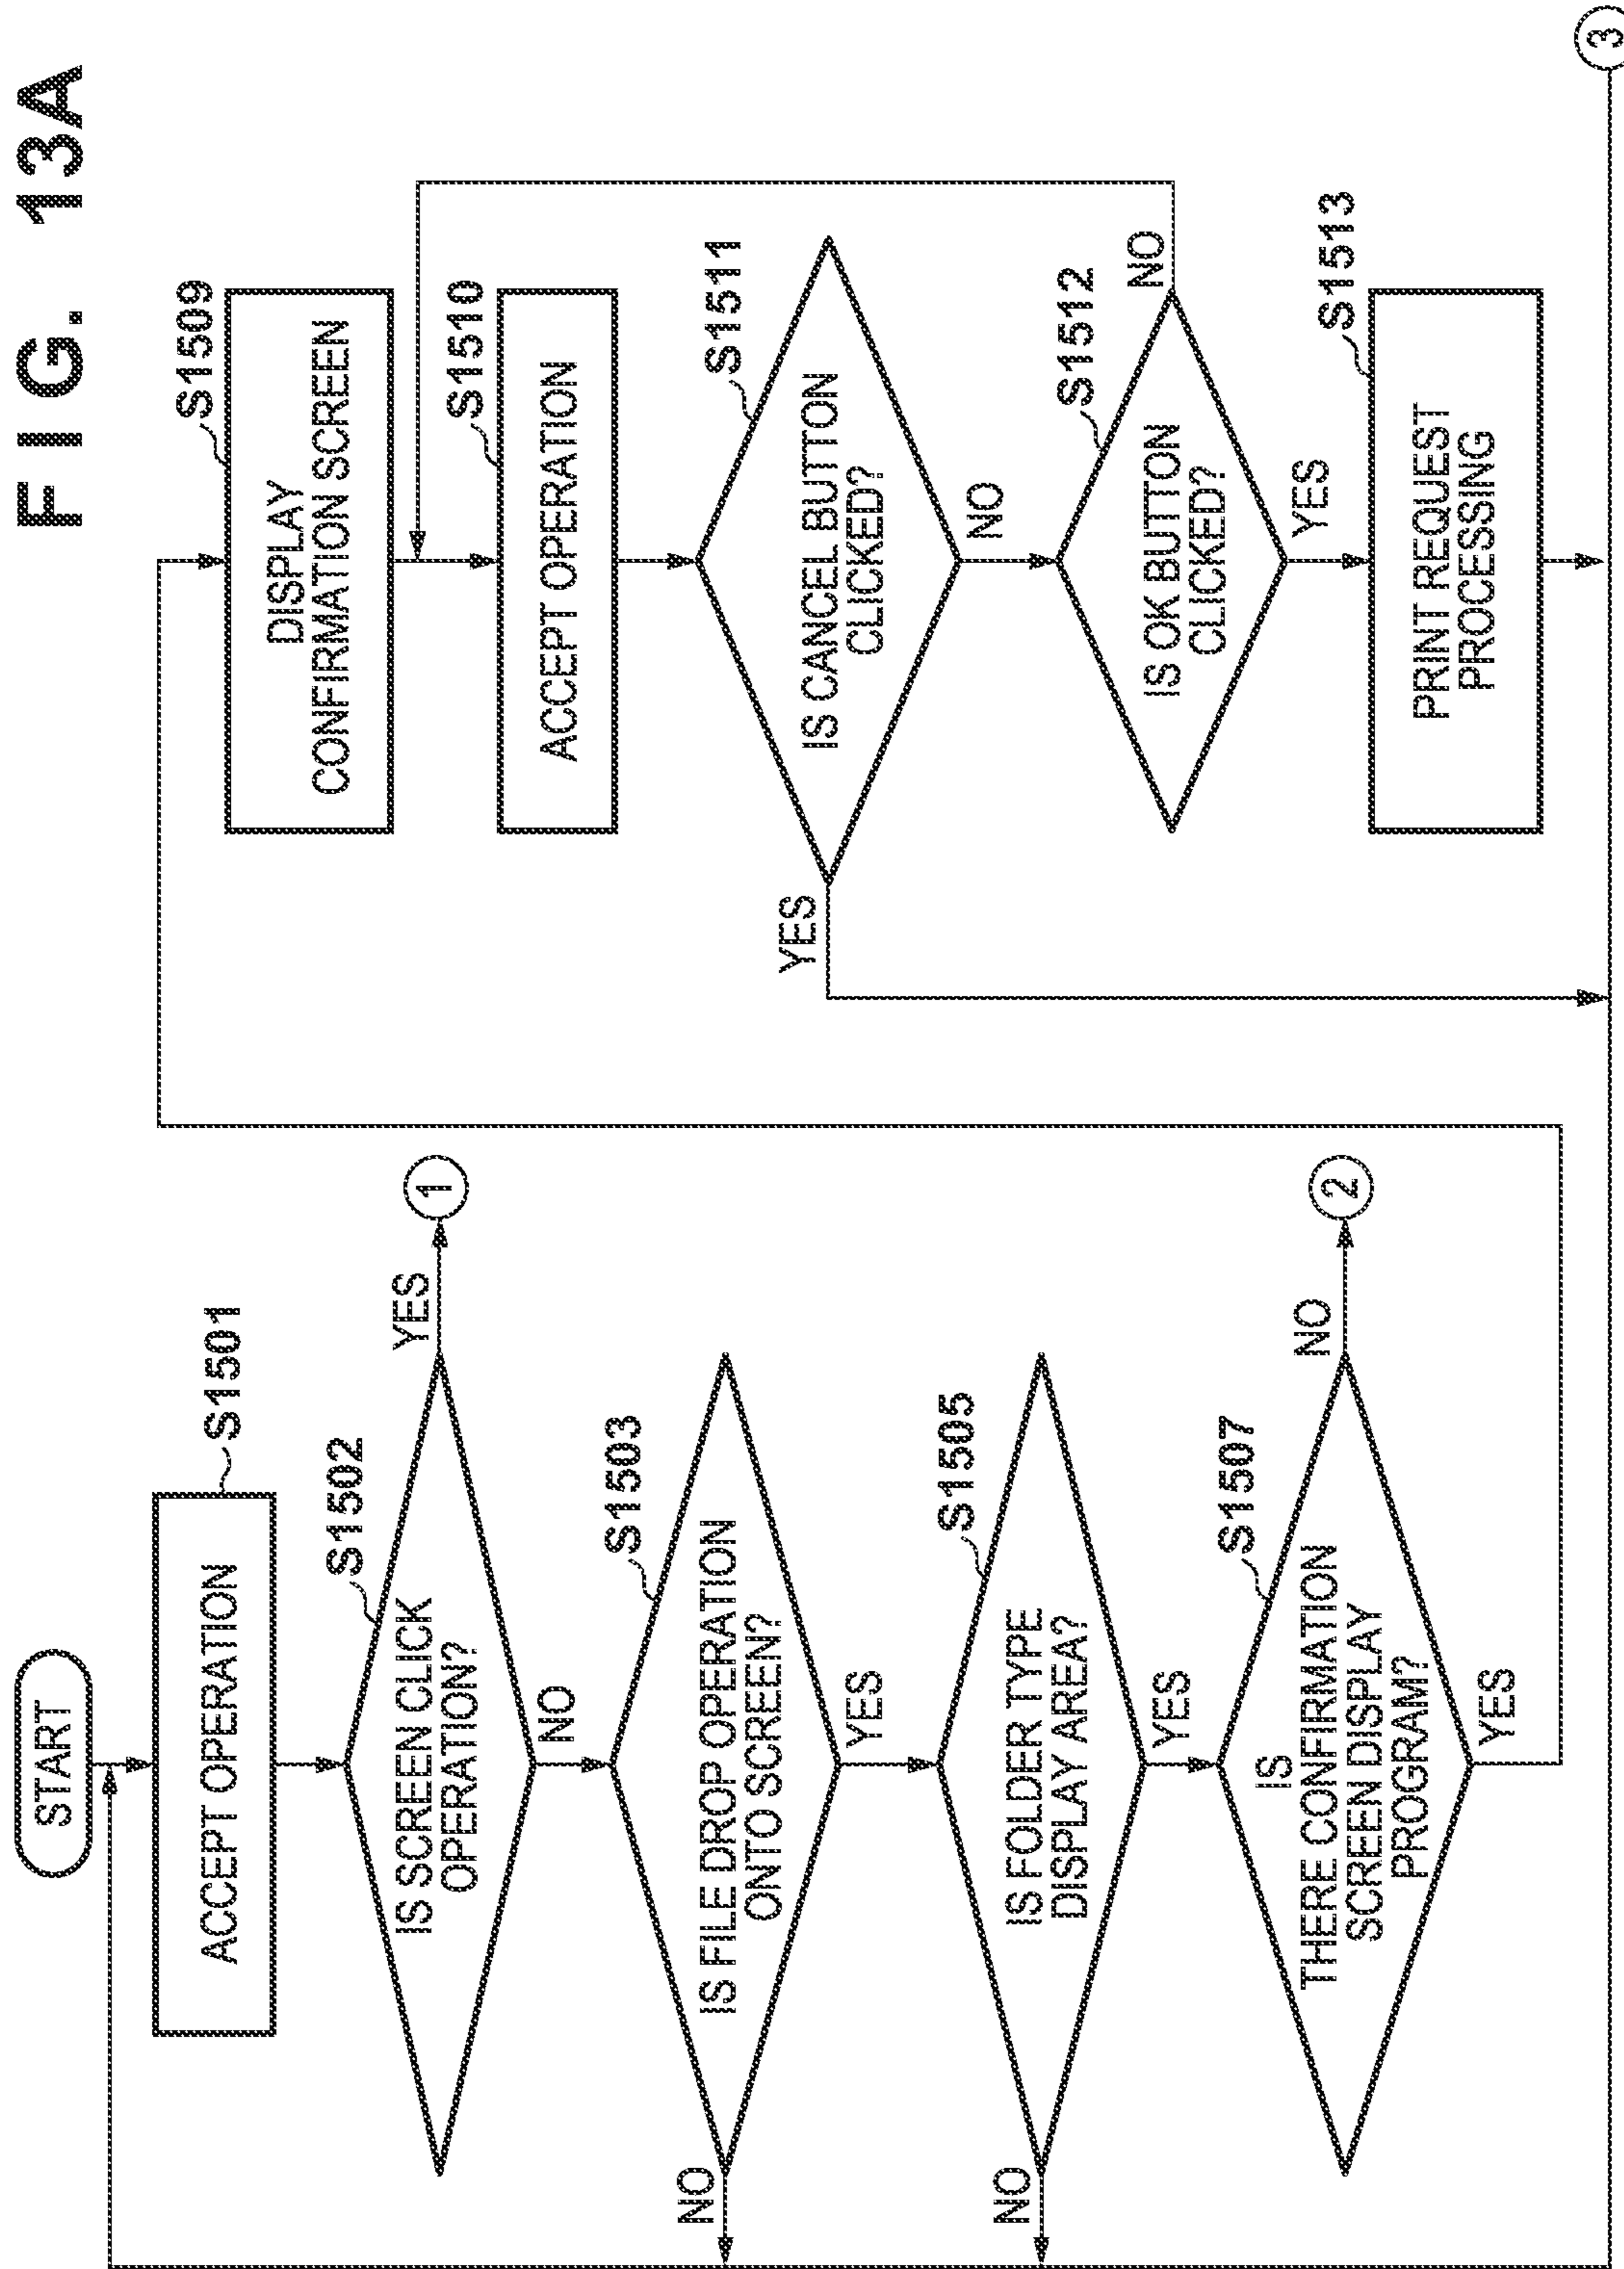 FIG. 13A
START
ACCEPT OPERATION
S1501
IS SCREEN CLICK
OPERATION?
S1502
YES
1
NO
IS FILE DROP OPERATION
ONTO SCREEN?
S1503
NO
YES
IS FOLDER TYPE
DISPLAY AREA?
S1505
NO
YES
IS
THERE CONFIRMATION
SCREEN DISPLAY
PROGRAM?
S1507
NO
2
YES
DISPLAY
CONFIRMATION SCREEN
S1509
ACCEPT OPERATION
S1510
IS CANCEL BUTTON
CLICKED?
S1511
YES
NO
IS OK BUTTON
CLICKED?
S1512
NO
YES
PRINT REQUEST
PROCESSING
S1513
3